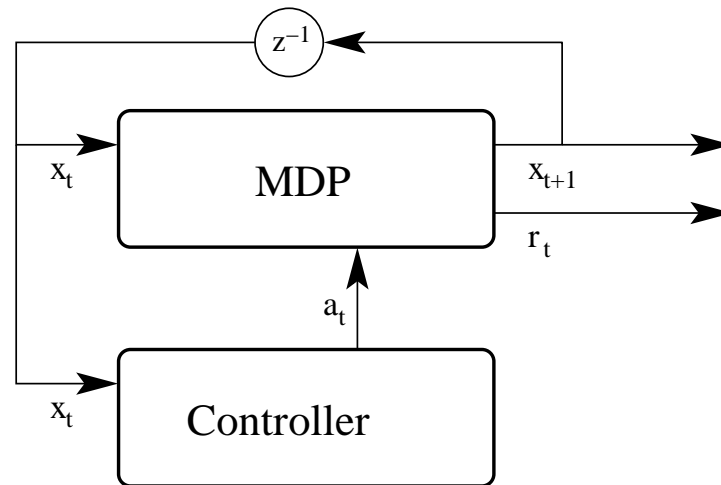 z⁻¹
xₜ
MDP
xₜ₊₁
rₜ
aₜ
xₜ
Controller